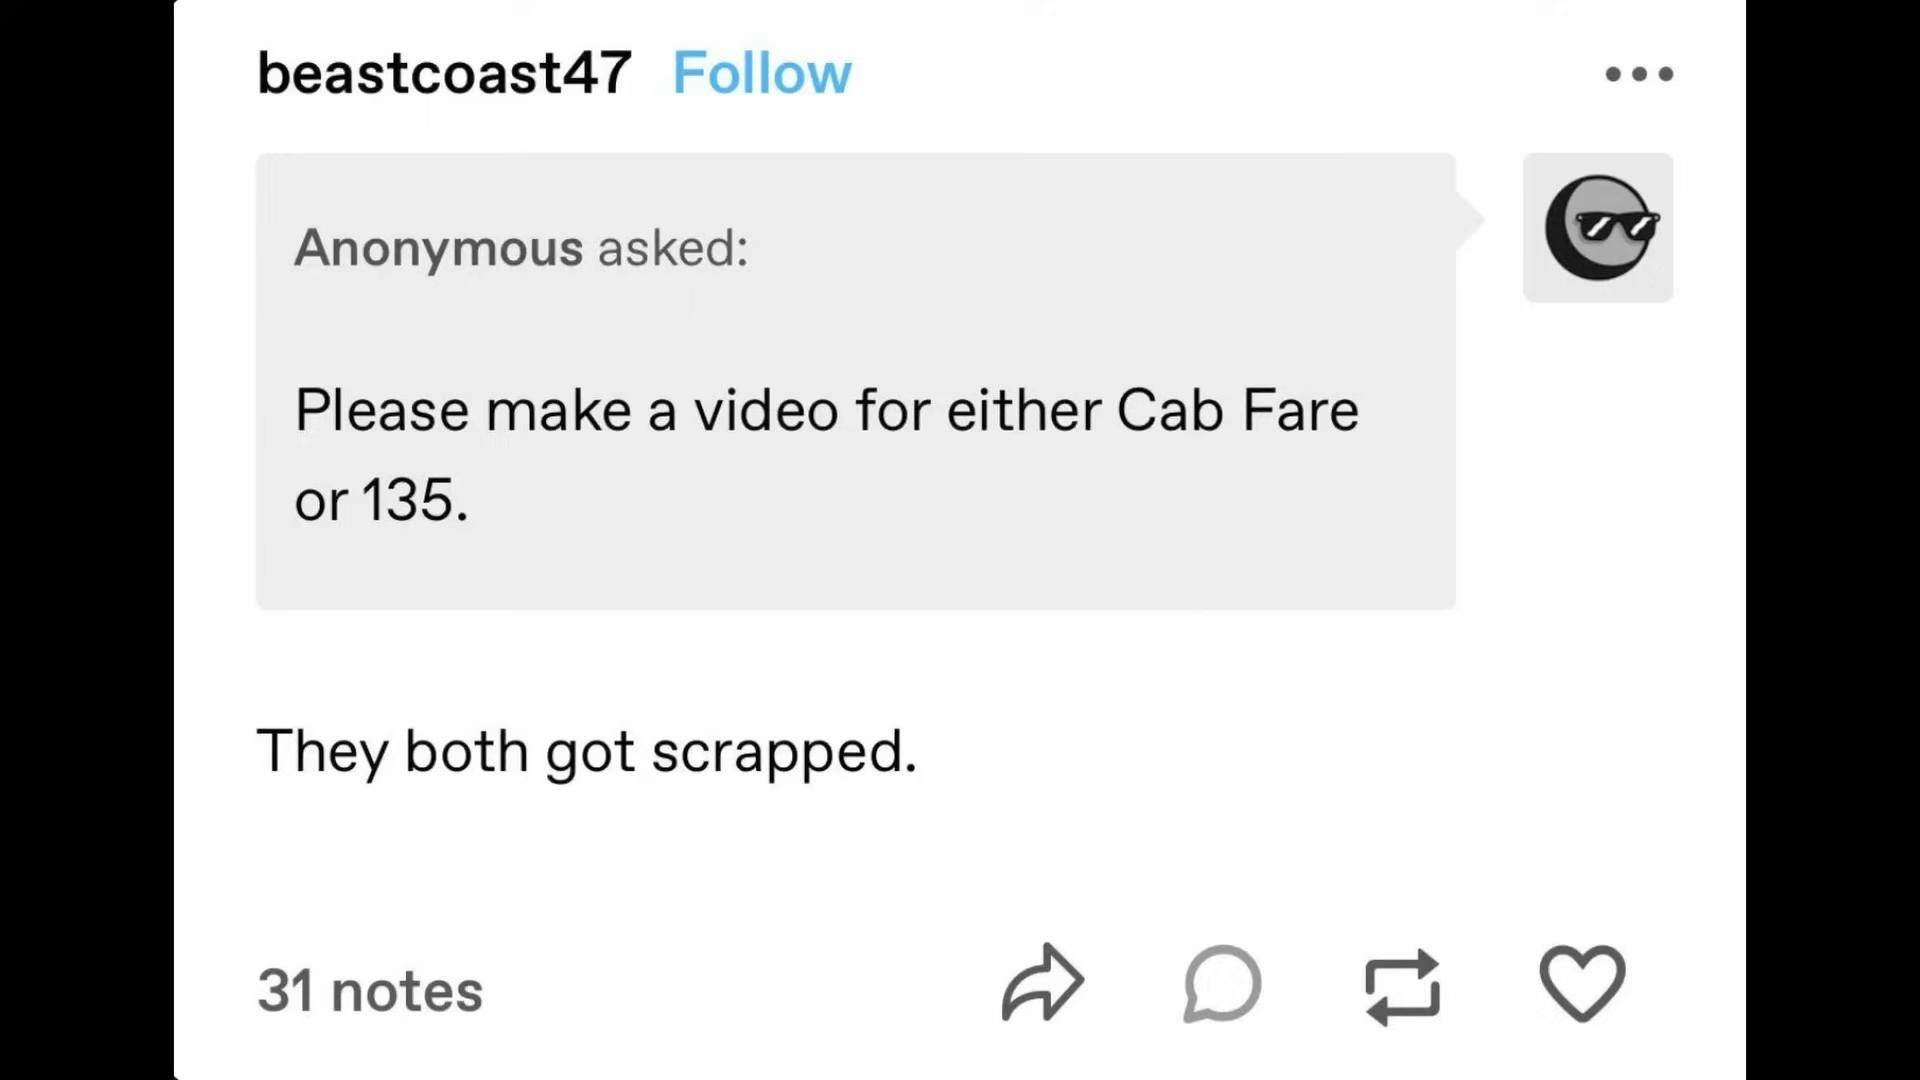 beastcoast47 Follow
Anonymous asked:
Please make a video for either Cab Fare
or 135.
They both got scrapped.
31 notes